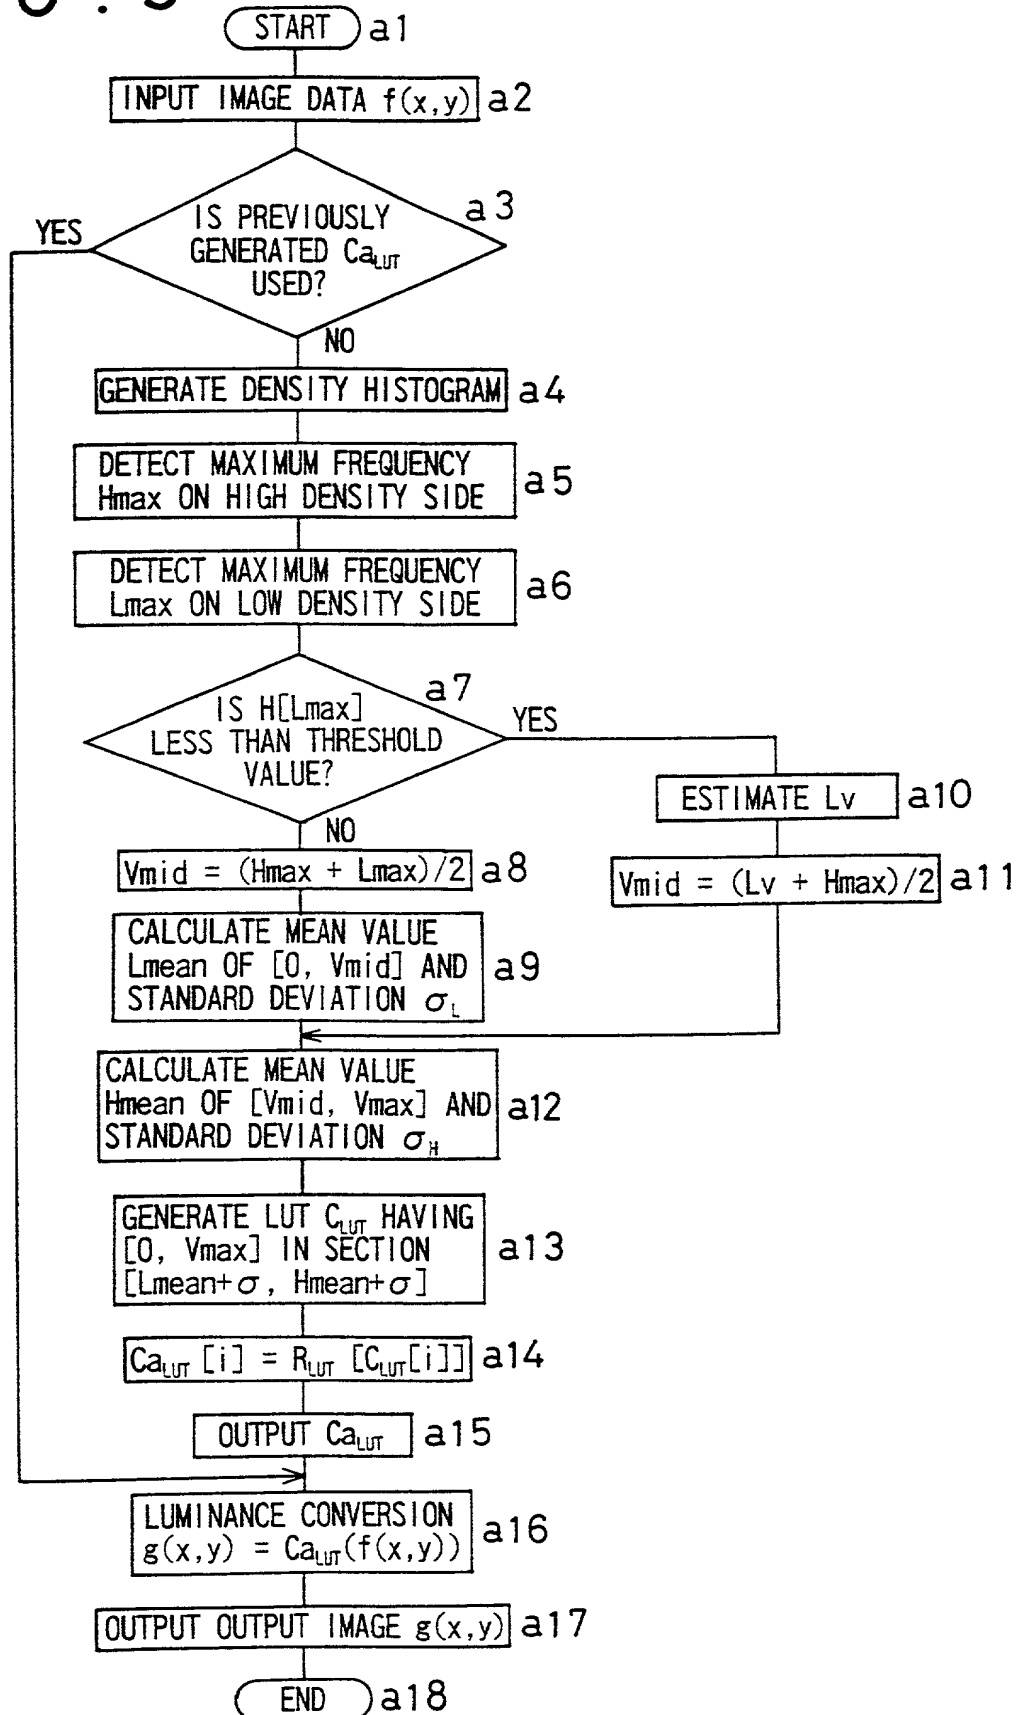 START a1
INPUT IMAGE DATA f(x,y) a2
a3
IS PREVIOUSLY
YES
GENERATED CaLUT
USED?
NO
GENERATE DENSITY HISTOGRAM a4
DETECT MAXIMUM FREQUENCY
Hmax ON HIGH DENSITY SIDE a5
DETECT MAXIMUM FREQUENCY
Lmax ON LOW DENSITY SIDE a6
a7
IS H[Lmax]
LESS THAN THRESHOLD
VALUE?
YES
NO
ESTIMATE Lv a10
Vmid = (Hmax + Lmax)/2 a8
Vmid = (Lv + Hmax)/2 a11
CALCULATE MEAN VALUE
Lmean OF [0, Vmid] AND a9
STANDARD DEVIATION σL
CALCULATE MEAN VALUE
Hmean OF [Vmid, Vmax] AND a12
STANDARD DEVIATION σH
GENERATE LUT CLUT HAVING
[0, Vmax] IN SECTION a13
[Lmean+σ, Hmean+σ]
CaLUT [i] = RLUT [CLUT[i]] a14
OUTPUT CaLUT a15
LUMINANCE CONVERSION
g(x,y) = CaLUT(f(x,y)) a16
OUTPUT OUTPUT IMAGE g(x,y) a17
END a18